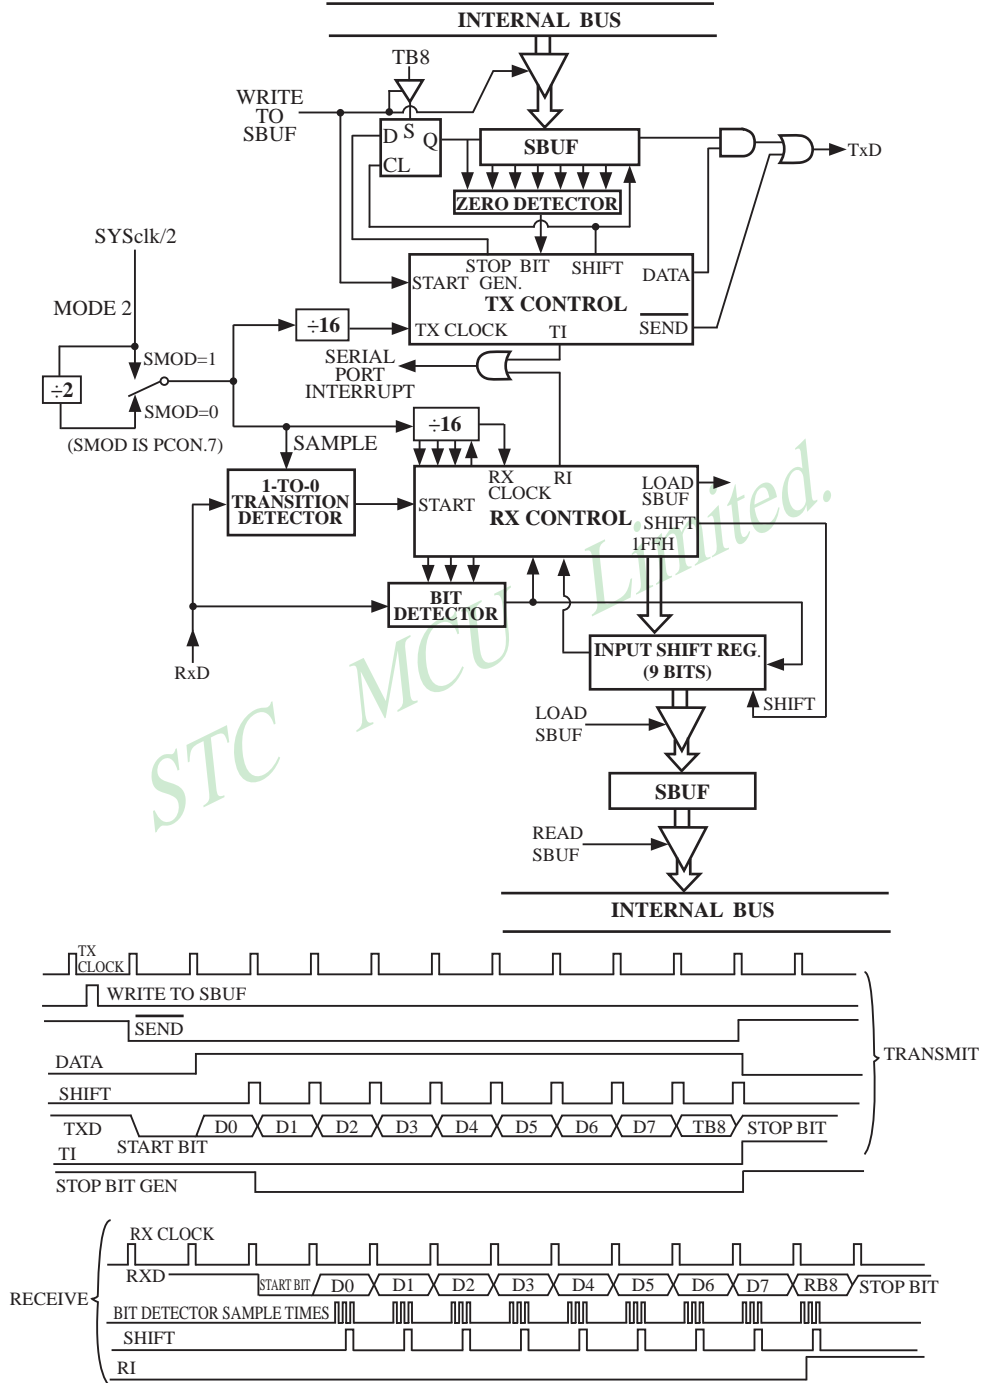 INTERNAL BUS
TB8
WRITE
TO
SBUF
D S Q
CL
SBUF
TxD
ZERO DETECTOR
SYSclk/2
STOP BIT SHIFT
START GEN.
DATA
TX CONTROL
MODE 2
÷16
TX CLOCK TI SEND
SERIAL
PORT
INTERRUPT
SMOD=1
÷2
SMOD=0
(SMOD IS PCON.7)
SAMPLE
÷16
1-TO-0
TRANSITION
DETECTOR
RX
CLOCK
RI
LOAD
SBUF
START
RX CONTROL
SHIFT
1FFH
BIT
DETECTOR
RxD
INPUT SHIFT REG.
(9 BITS)
SHIFT
LOAD
SBUF
SBUF
READ
SBUF
INTERNAL BUS
STC MCU Limited.
TX
CLOCK
WRITE TO SBUF
SEND
DATA
SHIFT
TXD START BIT D0 D1 D2 D3 D4 D5 D6 D7 TB8 STOP BIT
TI
STOP BIT GEN
TRANSMIT
RX CLOCK
RXD START BIT D0 D1 D2 D3 D4 D5 D6 D7 RB8 STOP BIT
RECEIVE
BIT DETECTOR SAMPLE TIMES
SHIFT
RI